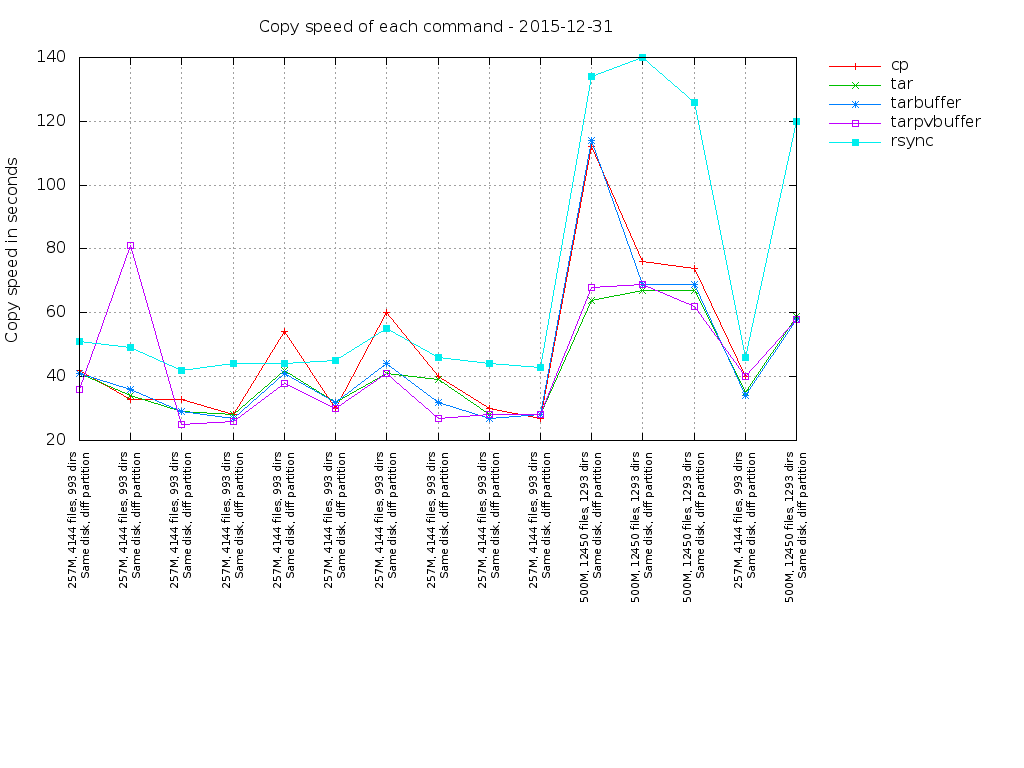 Copy speed of each command - 2015-12-31
Copy speed in seconds
140
120
100
80
60
40
20
cp
tar
tarbuffer
tarpvbuffer
rsync
257M, 4144 files, 993 dirs
Same disk, diff partition
257M, 4144 files, 993 dirs
Same disk, diff partition
257M, 4144 files, 993 dirs
Same disk, diff partition
257M, 4144 files, 993 dirs
Same disk, diff partition
257M, 4144 files, 993 dirs
Same disk, diff partition
257M, 4144 files, 993 dirs
Same disk, diff partition
257M, 4144 files, 993 dirs
Same disk, diff partition
257M, 4144 files, 993 dirs
Same disk, diff partition
257M, 4144 files, 993 dirs
Same disk, diff partition
257M, 4144 files, 993 dirs
Same disk, diff partition
500M, 12450 files, 1293 dirs
Same disk, diff partition
500M, 12450 files, 1293 dirs
Same disk, diff partition
500M, 12450 files, 1293 dirs
Same disk, diff partition
257M, 4144 files, 993 dirs
Same disk, diff partition
500M, 12450 files, 1293 dirs
Same disk, diff partition